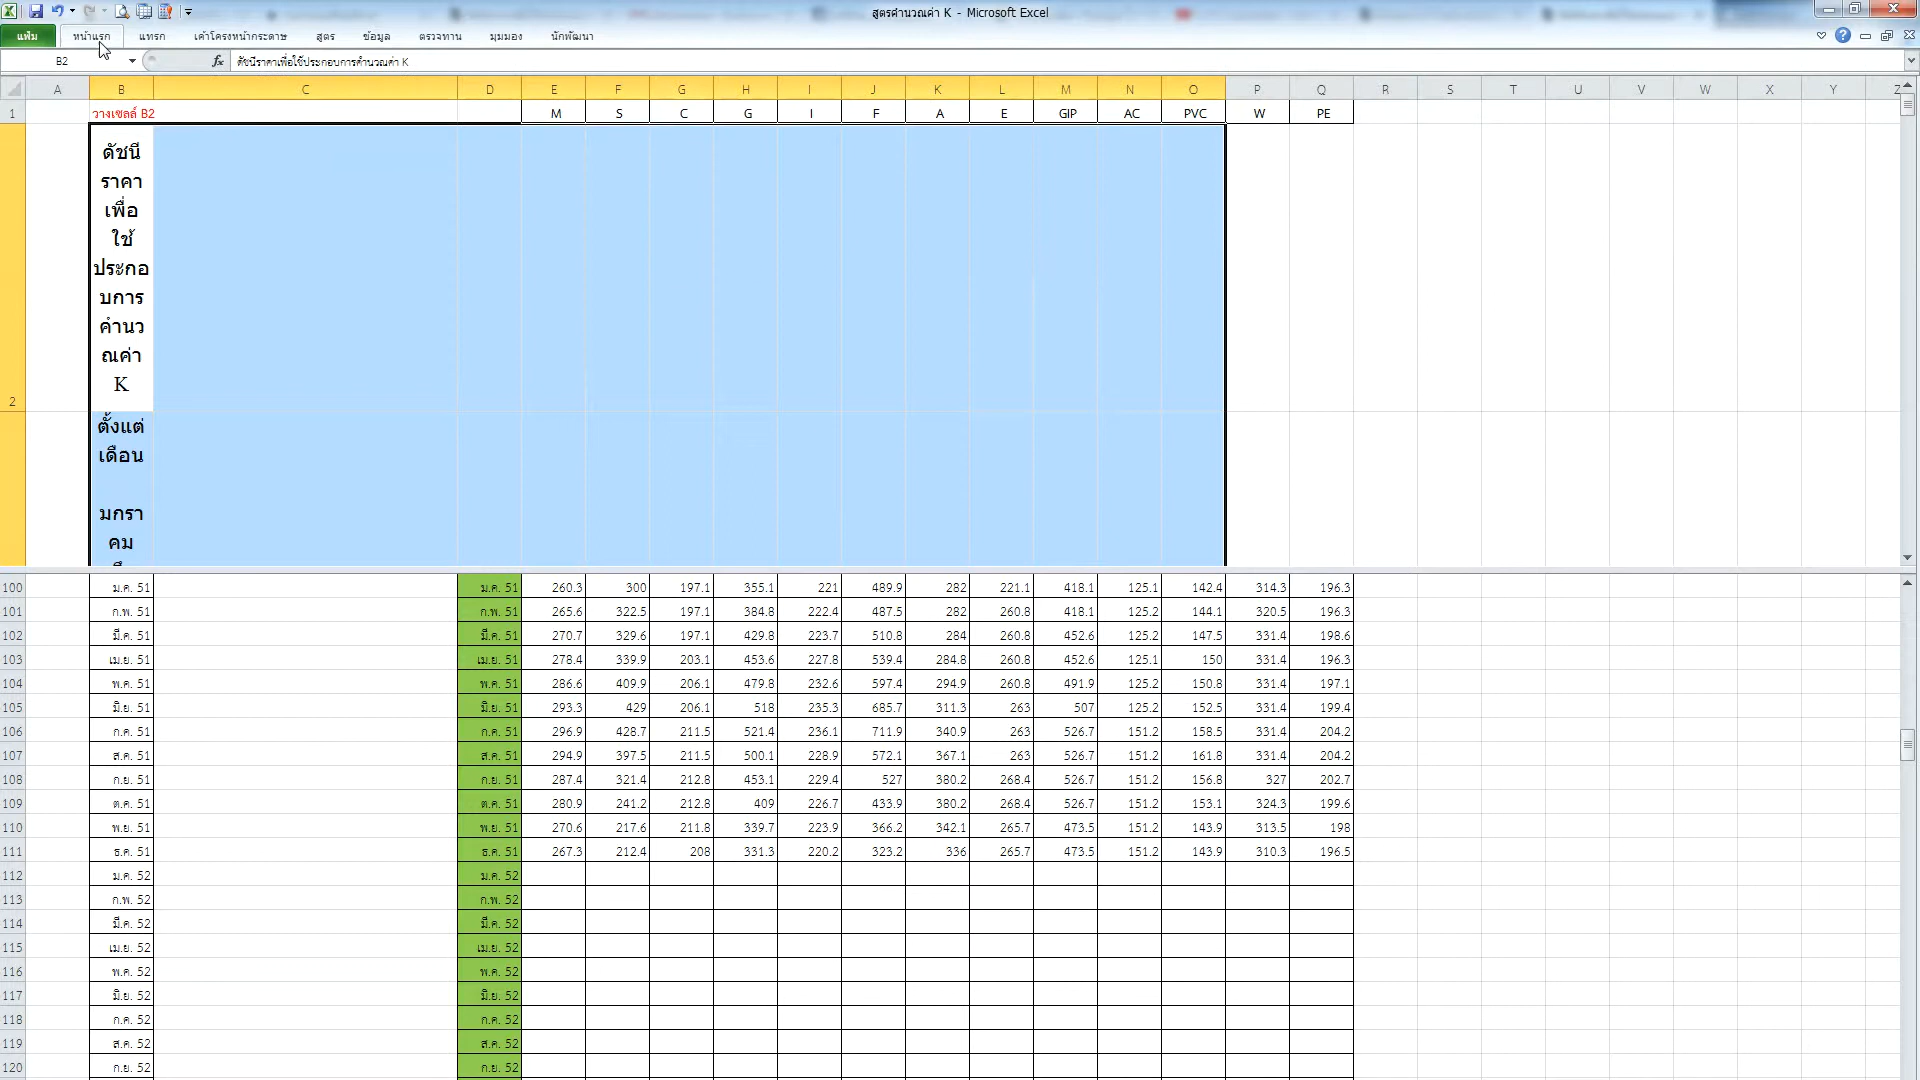 สูตรคำนวณค่า K - Microsoft Excel
แฟ้ม หน้าแรก แทรก เค้าโครงหน้ากระดาษ สูตร ข้อมูล ตรวจทาน มุมมอง นักพัฒนา
B2 fx ดัชนีราคาเพื่อใช้ประกอบการคำนวณค่า K
A B C D E F G H I J K L M N O P Q R S T U V W X Y Z
1 วางเซลล์ B2 M S C G I F A E GIP AC PVC W PE
ดัชนี
ราคา
เพื่อ
ใช้
ประกอ
บการ
คำนว
ณค่า
K
2
ตั้งแต่
เดือน
มกรา
คม
100 ม.ค. 51 ม.ค. 51 260.3 300 197.1 355.1 221 489.9 282 221.1 418.1 125.1 142.4 314.3 196.3
101 ก.พ. 51 ก.พ. 51 265.6 322.5 197.1 384.8 222.4 487.5 282 260.8 418.1 125.2 144.1 320.5 196.3
102 มี.ค. 51 มี.ค. 51 270.7 329.6 197.1 429.8 223.7 510.8 284 260.8 452.6 125.2 147.5 331.4 198.6
103 เม.ย. 51 เม.ย. 51 278.4 339.9 203.1 453.6 227.8 539.4 284.8 260.8 452.6 125.1 150 331.4 196.3
104 พ.ค. 51 พ.ค. 51 286.6 409.9 206.1 479.8 232.6 597.4 294.9 260.8 491.9 125.2 150.8 331.4 197.1
105 มิ.ย. 51 มิ.ย. 51 293.3 429 206.1 518 235.3 685.7 311.3 263 507 125.2 152.5 331.4 199.4
106 ก.ค. 51 ก.ค. 51 296.9 428.7 211.5 521.4 236.1 711.9 340.9 263 526.7 151.2 158.5 331.4 204.2
107 ส.ค. 51 ส.ค. 51 294.9 397.5 211.5 500.1 228.9 572.1 367.1 263 526.7 151.2 161.8 331.4 204.2
108 ก.ย. 51 ก.ย. 51 287.4 321.4 212.8 453.1 229.4 527 380.2 268.4 526.7 151.2 156.8 327 202.7
109 ต.ค. 51 ต.ค. 51 280.9 241.2 212.8 409 226.7 433.9 380.2 268.4 526.7 151.2 153.1 324.3 199.6
110 พ.ย. 51 พ.ย. 51 270.6 217.6 211.8 339.7 223.9 366.2 342.1 265.7 473.5 151.2 143.9 313.5 198
111 ธ.ค. 51 ธ.ค. 51 267.3 212.4 208 331.3 220.2 323.2 336 265.7 473.5 151.2 143.9 310.3 196.5
112 ม.ค. 52 ม.ค. 52
113 ก.พ. 52 ก.พ. 52
114 มี.ค. 52 มี.ค. 52
115 เม.ย. 52 เม.ย. 52
116 พ.ค. 52 พ.ค. 52
117 มิ.ย. 52 มิ.ย. 52
118 ก.ค. 52 ก.ค. 52
119 ส.ค. 52 ส.ค. 52
120 ก.ย. 52 ก.ย. 52